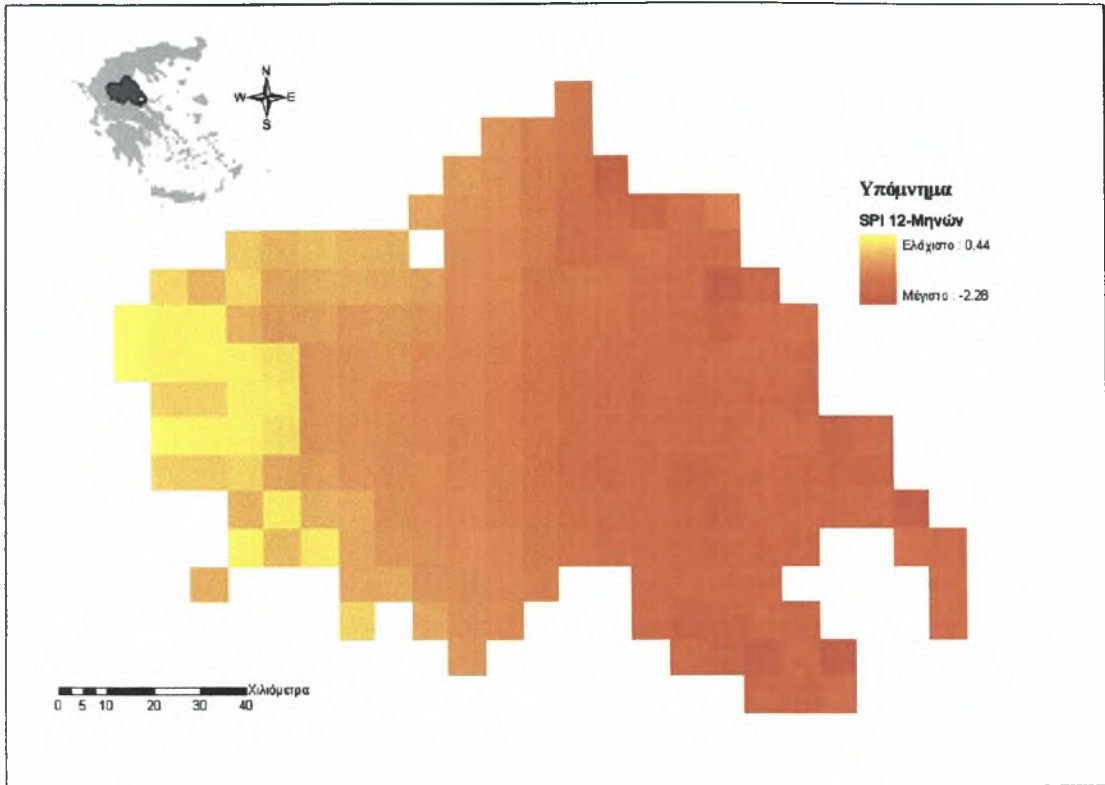 N
W E
S
Υπόμνημα
SPI 12-Μηνών
Ελάχιστο : 0.44
Μέγιστο : -2.28
Χιλιόμετρα
0 5 10 20 30 40